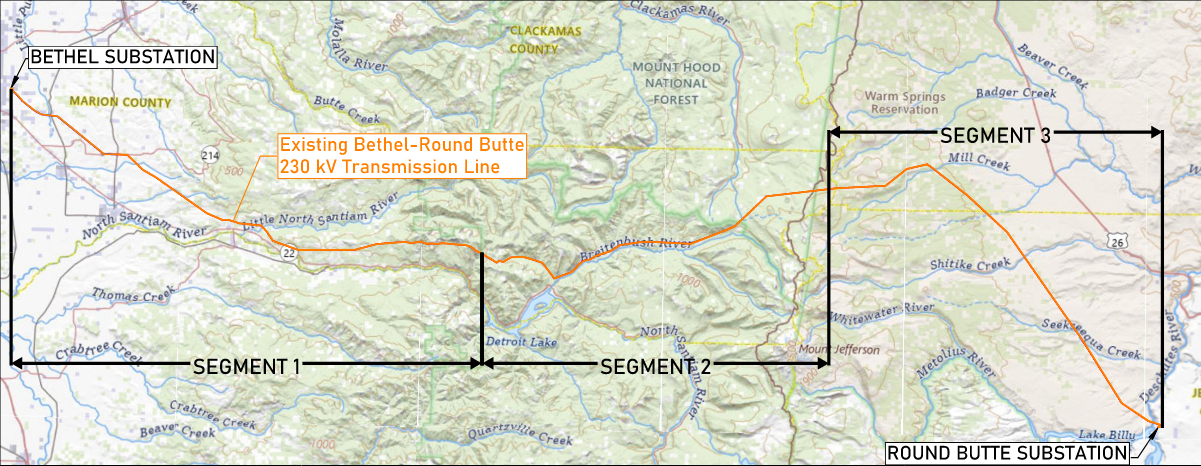 Clackamas River
CLACKAMAS
COUNTY
Molalla River
BETHEL SUBSTATION
MARION COUNTY
Butte Creek
1000
MOUNT HOOD
NATIONAL
FOREST
Beaver Creek
Badger Creek
Warm Springs
Reservation
SEGMENT 3
Mill Creek
Existing Bethel-Round Butte
230 kV Transmission Line
214
500
Little North Santiam River
North Santiam River
22
Breitenbush River
26
Shitike Creek
1000
Thomas Creek
Whitewater River
Seekseequa Creek
Deschutes River
North Santiam River
Detroit Lake
Mount Jefferson
Metolius River
Crabtree Creek
SEGMENT 1
SEGMENT 2
Crabtree Creek
Beaver Creek
1000
Quartzville Creek
Lake Billy
ROUND BUTTE SUBSTATION